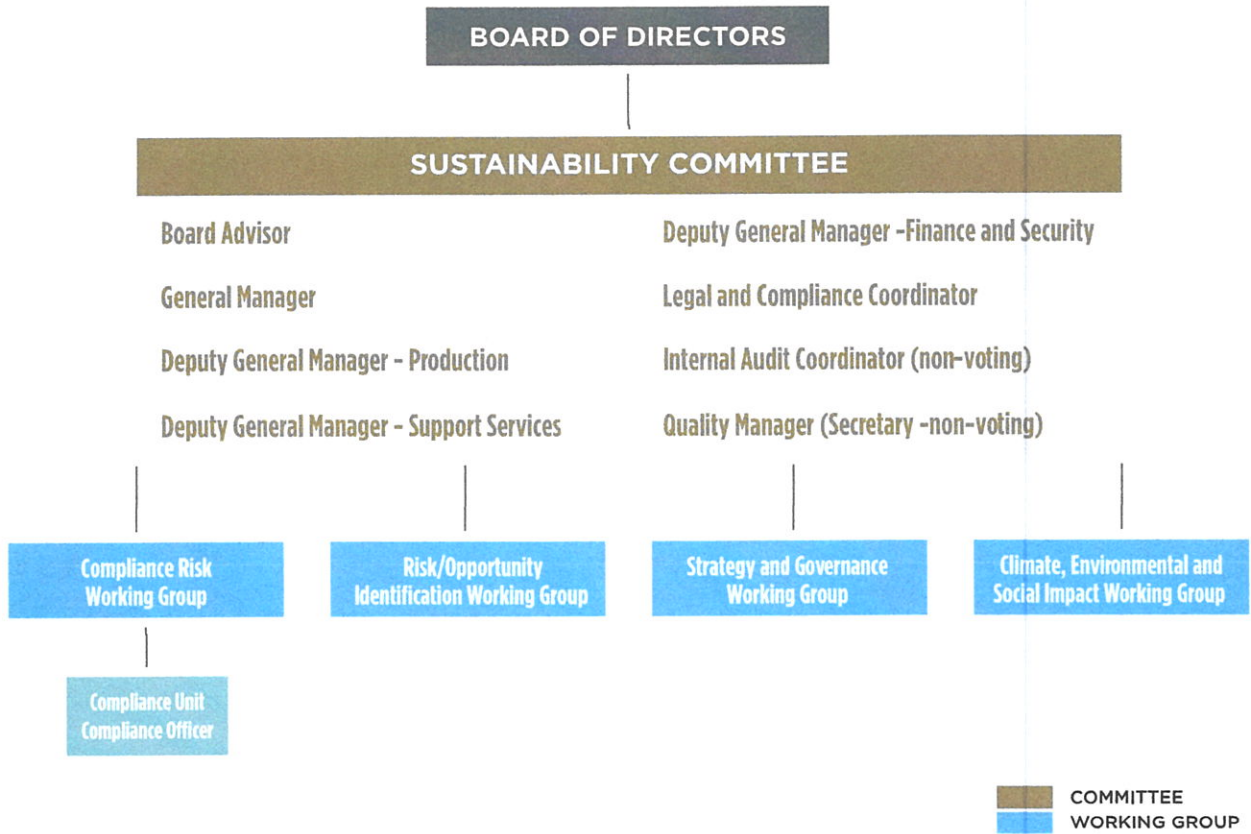 BOARD OF DIRECTORS
SUSTAINABILITY COMMITTEE
Board Advisor
General Manager
Deputy General Manager - Production
Deputy General Manager - Support Services
Deputy General Manager -Finance and Security
Legal and Compliance Coordinator
Internal Audit Coordinator (non-voting)
Quality Manager (Secretary -non-voting)
Compliance Risk
Working Group
Risk/Opportunity
Identification Working Group
Strategy and Governance
Working Group
Climate, Environmental and
Social Impact Working Group
Compliance Unit
Compliance Officer
COMMITTEE
WORKING GROUP